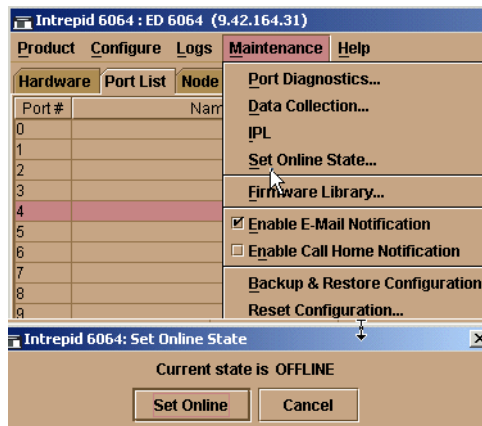 Intrepid 6064 : ED 6064 (9.42.164.31)
Product Configure Logs Maintenance Help
Hardware Port List Node
Port # Nam
0
1
2
3
4
5
6
7
8
9
Port Diagnostics...
Data Collection...
IPL
Set Online State...
Firmware Library...
Enable E-Mail Notification
Enable Call Home Notification
Backup & Restore Configuration
Reset Configuration...
Intrepid 6064: Set Online State
Current state is OFFLINE
Set Online Cancel